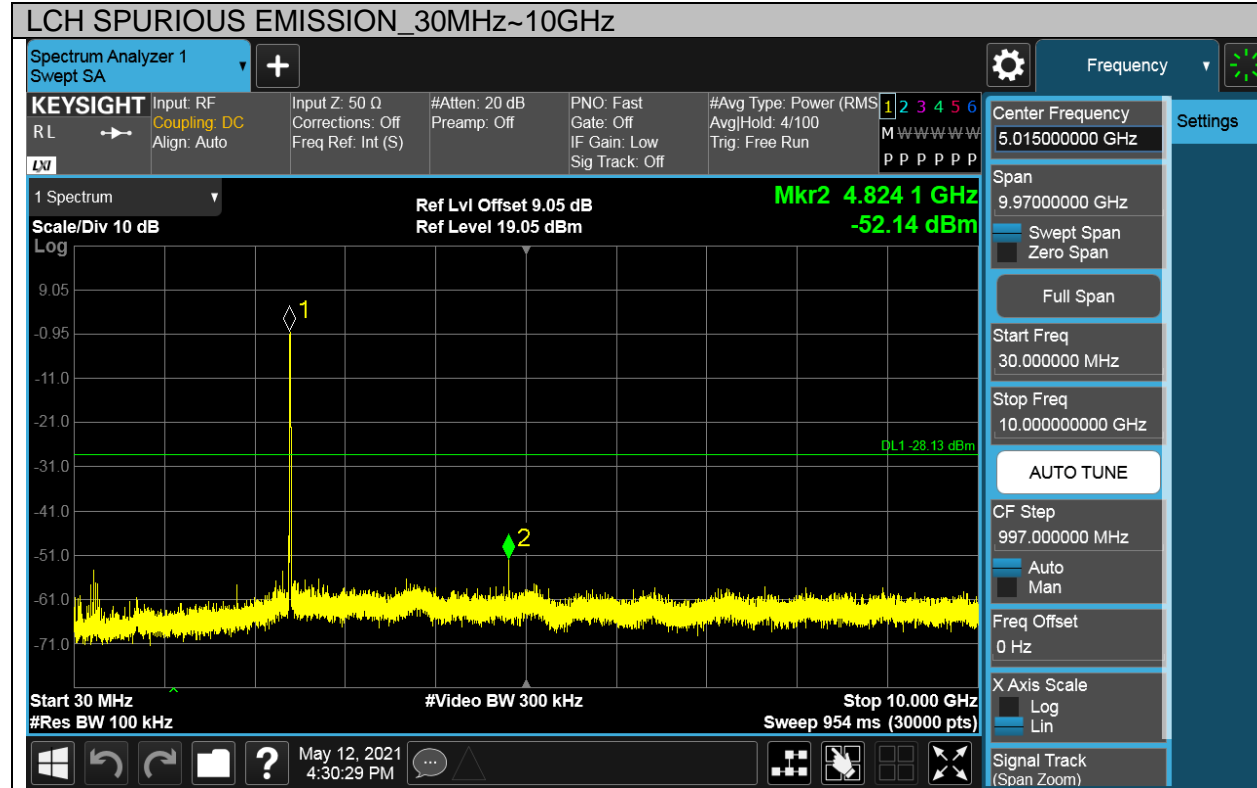 LCH SPURIOUS EMISSION_30MHz~10GHz
Spectrum Analyzer 1
Swept SA
Frequency
KEYSIGHT
RL
LXI
Input: RF
Coupling: DC
Align: Auto
Input Z: 50 Ω
Corrections: Off
Freq Ref: Int (S)
#Atten: 20 dB
Preamp: Off
PNO: Fast
Gate: Off
IF Gain: Low
Sig Track: Off
#Avg Type: Power (RMS
Avg|Hold: 4/100
Trig: Free Run
1 2 3 4 5 6
M W W W W W
P P P P P P
1 Spectrum
Scale/Div 10 dB
Ref Lvl Offset 9.05 dB
Ref Level 19.05 dBm
Mkr2 4.824 1 GHz
-52.14 dBm
Log
9.05
-0.95
-11.0
-21.0
-31.0
-41.0
-51.0
-61.0
-71.0
1
2
DL1 -28.13 dBm
Start 30 MHz
#Res BW 100 kHz
#Video BW 300 kHz
Stop 10.000 GHz
Sweep 954 ms (30000 pts)
?
May 12, 2021
4:30:29 PM
Center Frequency
5.015000000 GHz
Settings
Span
9.97000000 GHz
Swept Span
Zero Span
Full Span
Start Freq
30.000000 MHz
Stop Freq
10.000000000 GHz
AUTO TUNE
CF Step
997.000000 MHz
Auto
Man
Freq Offset
0 Hz
X Axis Scale
Log
Lin
Signal Track
(Span Zoom)